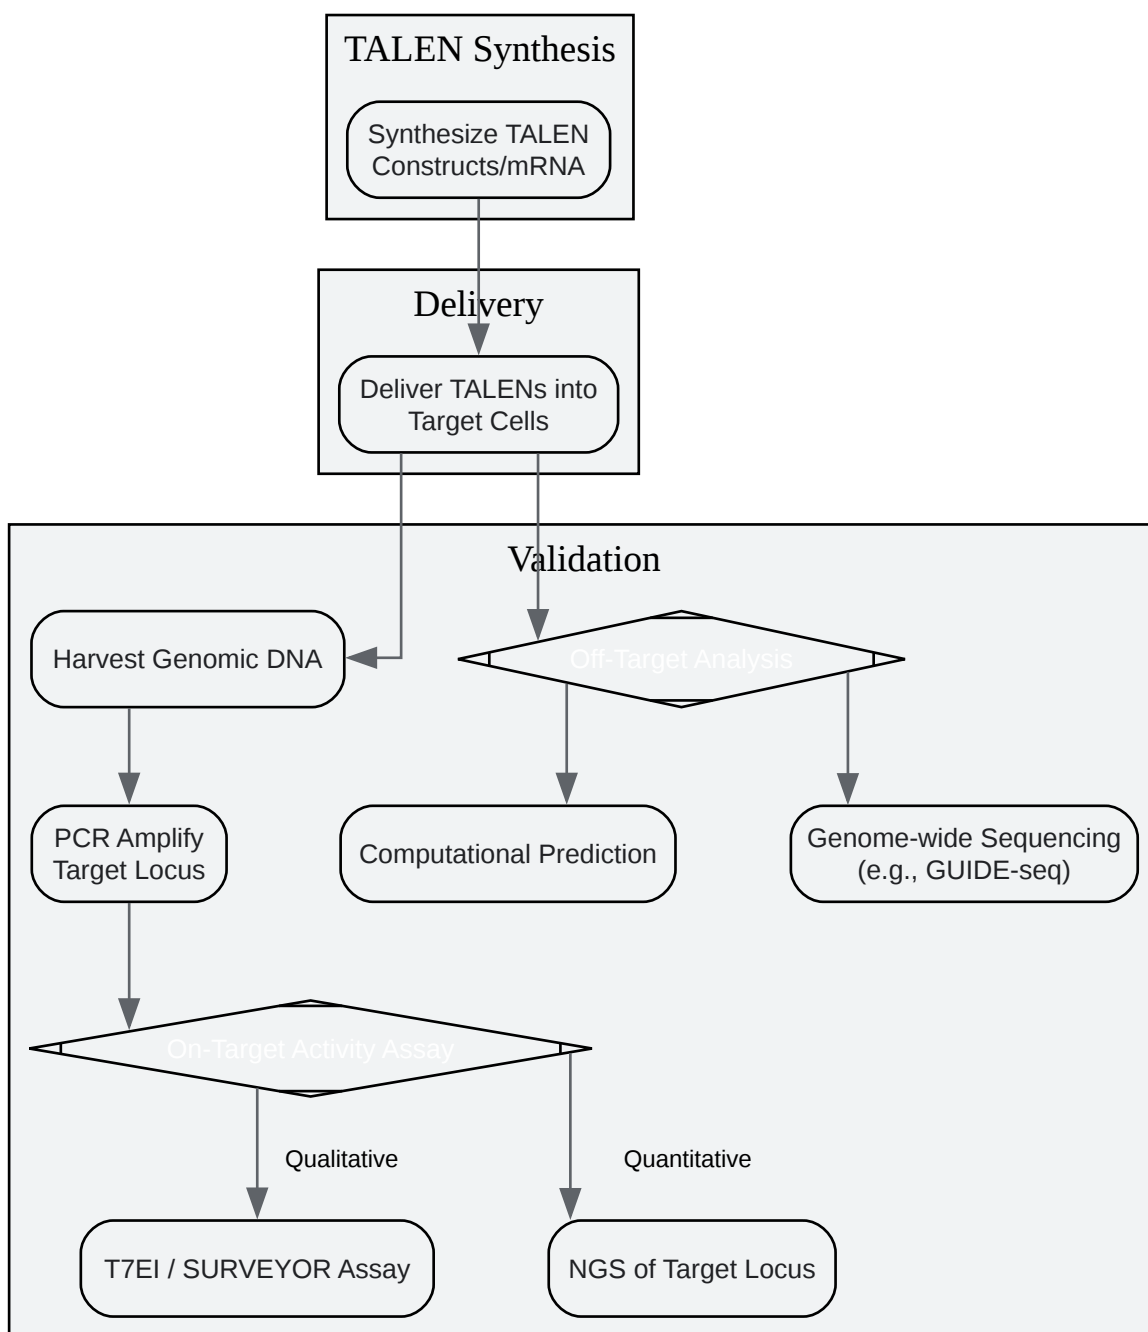 TALEN Synthesis
Synthesize TALEN
Constructs/mRNA
Delivery
Deliver TALENs into
Target Cells
Validation
Harvest Genomic DNA
Off-Target Analysis
PCR Amplify
Target Locus
Computational Prediction
Genome-wide Sequencing
(e.g., GUIDE-seq)
On-Target Activity Assay
Qualitative
Quantitative
T7EI / SURVEYOR Assay
NGS of Target Locus